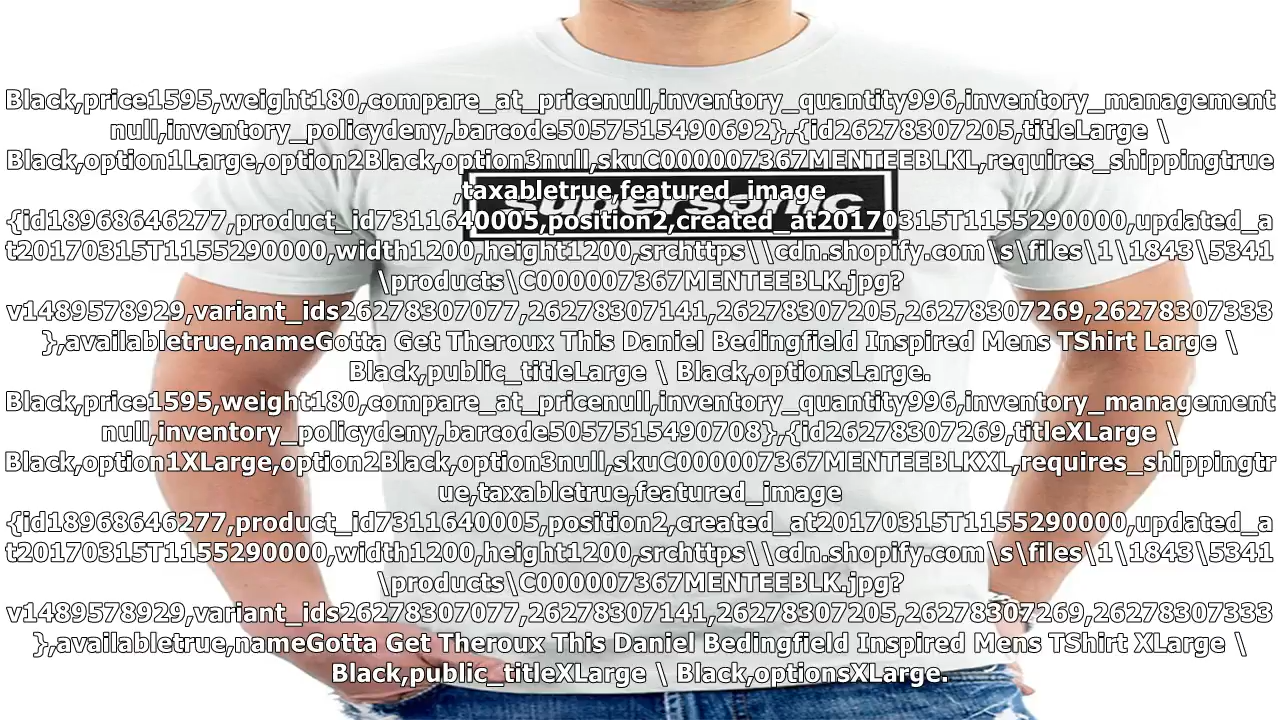 Black,price1595,weight180,compare_at_pricenull,inventory_quantity996,inventory_management
null,inventory_policydeny,barcode5057515490692},{id26278307205,titleLarge \
Black,option1Large,option2Black,option3null,skuC000007367MENTEEBLKL,requires_shippingtrue
,taxabletrue,featured_image
supersonic
{id18968646277,product_id7311640005,position2,created_at20170315T1155290000,updated_a
t20170315T1155290000,width1200,height1200,srchttps\\cdn.shopify.com\s\files\1\1843\5341
\products\C000007367MENTEEBLK.jpg?
v1489578929,variant_ids26278307077,26278307141,26278307205,26278307269,26278307333
},availabletrue,nameGotta Get Theroux This Daniel Bedingfield Inspired Mens TShirt Large \
Black,public_titleLarge \ Black,optionsLarge.
Black,price1595,weight180,compare_at_pricenull,inventory_quantity996,inventory_management
null,inventory_policydeny,barcode5057515490708},{id26278307269,titleXLarge \
Black,option1XLarge,option2Black,option3null,skuC000007367MENTEEBLKXL,requires_shippingtr
ue,taxabletrue,featured_image
{id18968646277,product_id7311640005,position2,created_at20170315T1155290000,updated_a
t20170315T1155290000,width1200,height1200,srchttps\\cdn.shopify.com\s\files\1\1843\5341
\products\C000007367MENTEEBLK.jpg?
v1489578929,variant_ids26278307077,26278307141,26278307205,26278307269,26278307333
},availabletrue,nameGotta Get Theroux This Daniel Bedingfield Inspired Mens TShirt XLarge \
Black,public_titleXLarge \ Black,optionsXLarge.